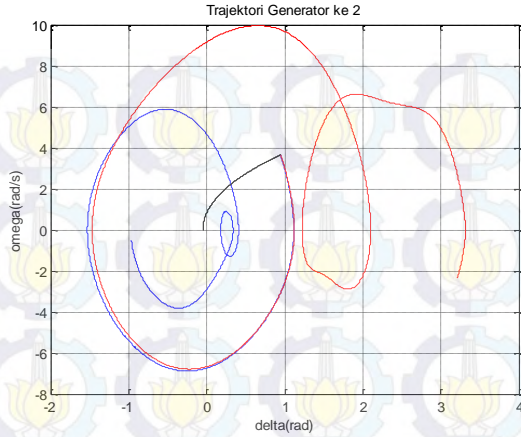 Trajektori Generator ke 2
10
8
6
4
2
0
-2
-4
-6
-8
omega(rad/s)
-2 -1 0 1 2 3 4
delta(rad)